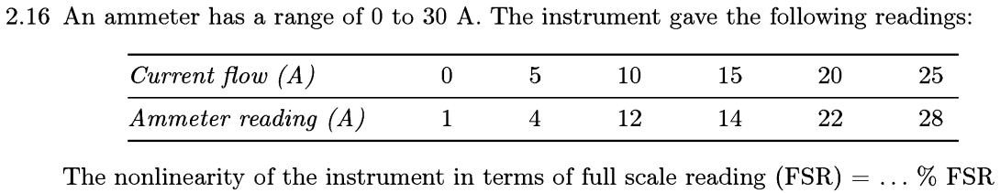 2.16 An ammeter has a range of 0 to 30 A. The instrument gave the following readings:
Current flow (A) 0 5 10 15 20 25
Ammeter reading (A) 1 4 12 14 22 28
The nonlinearity of the instrument in terms of full scale reading (FSR) = ... % FSR